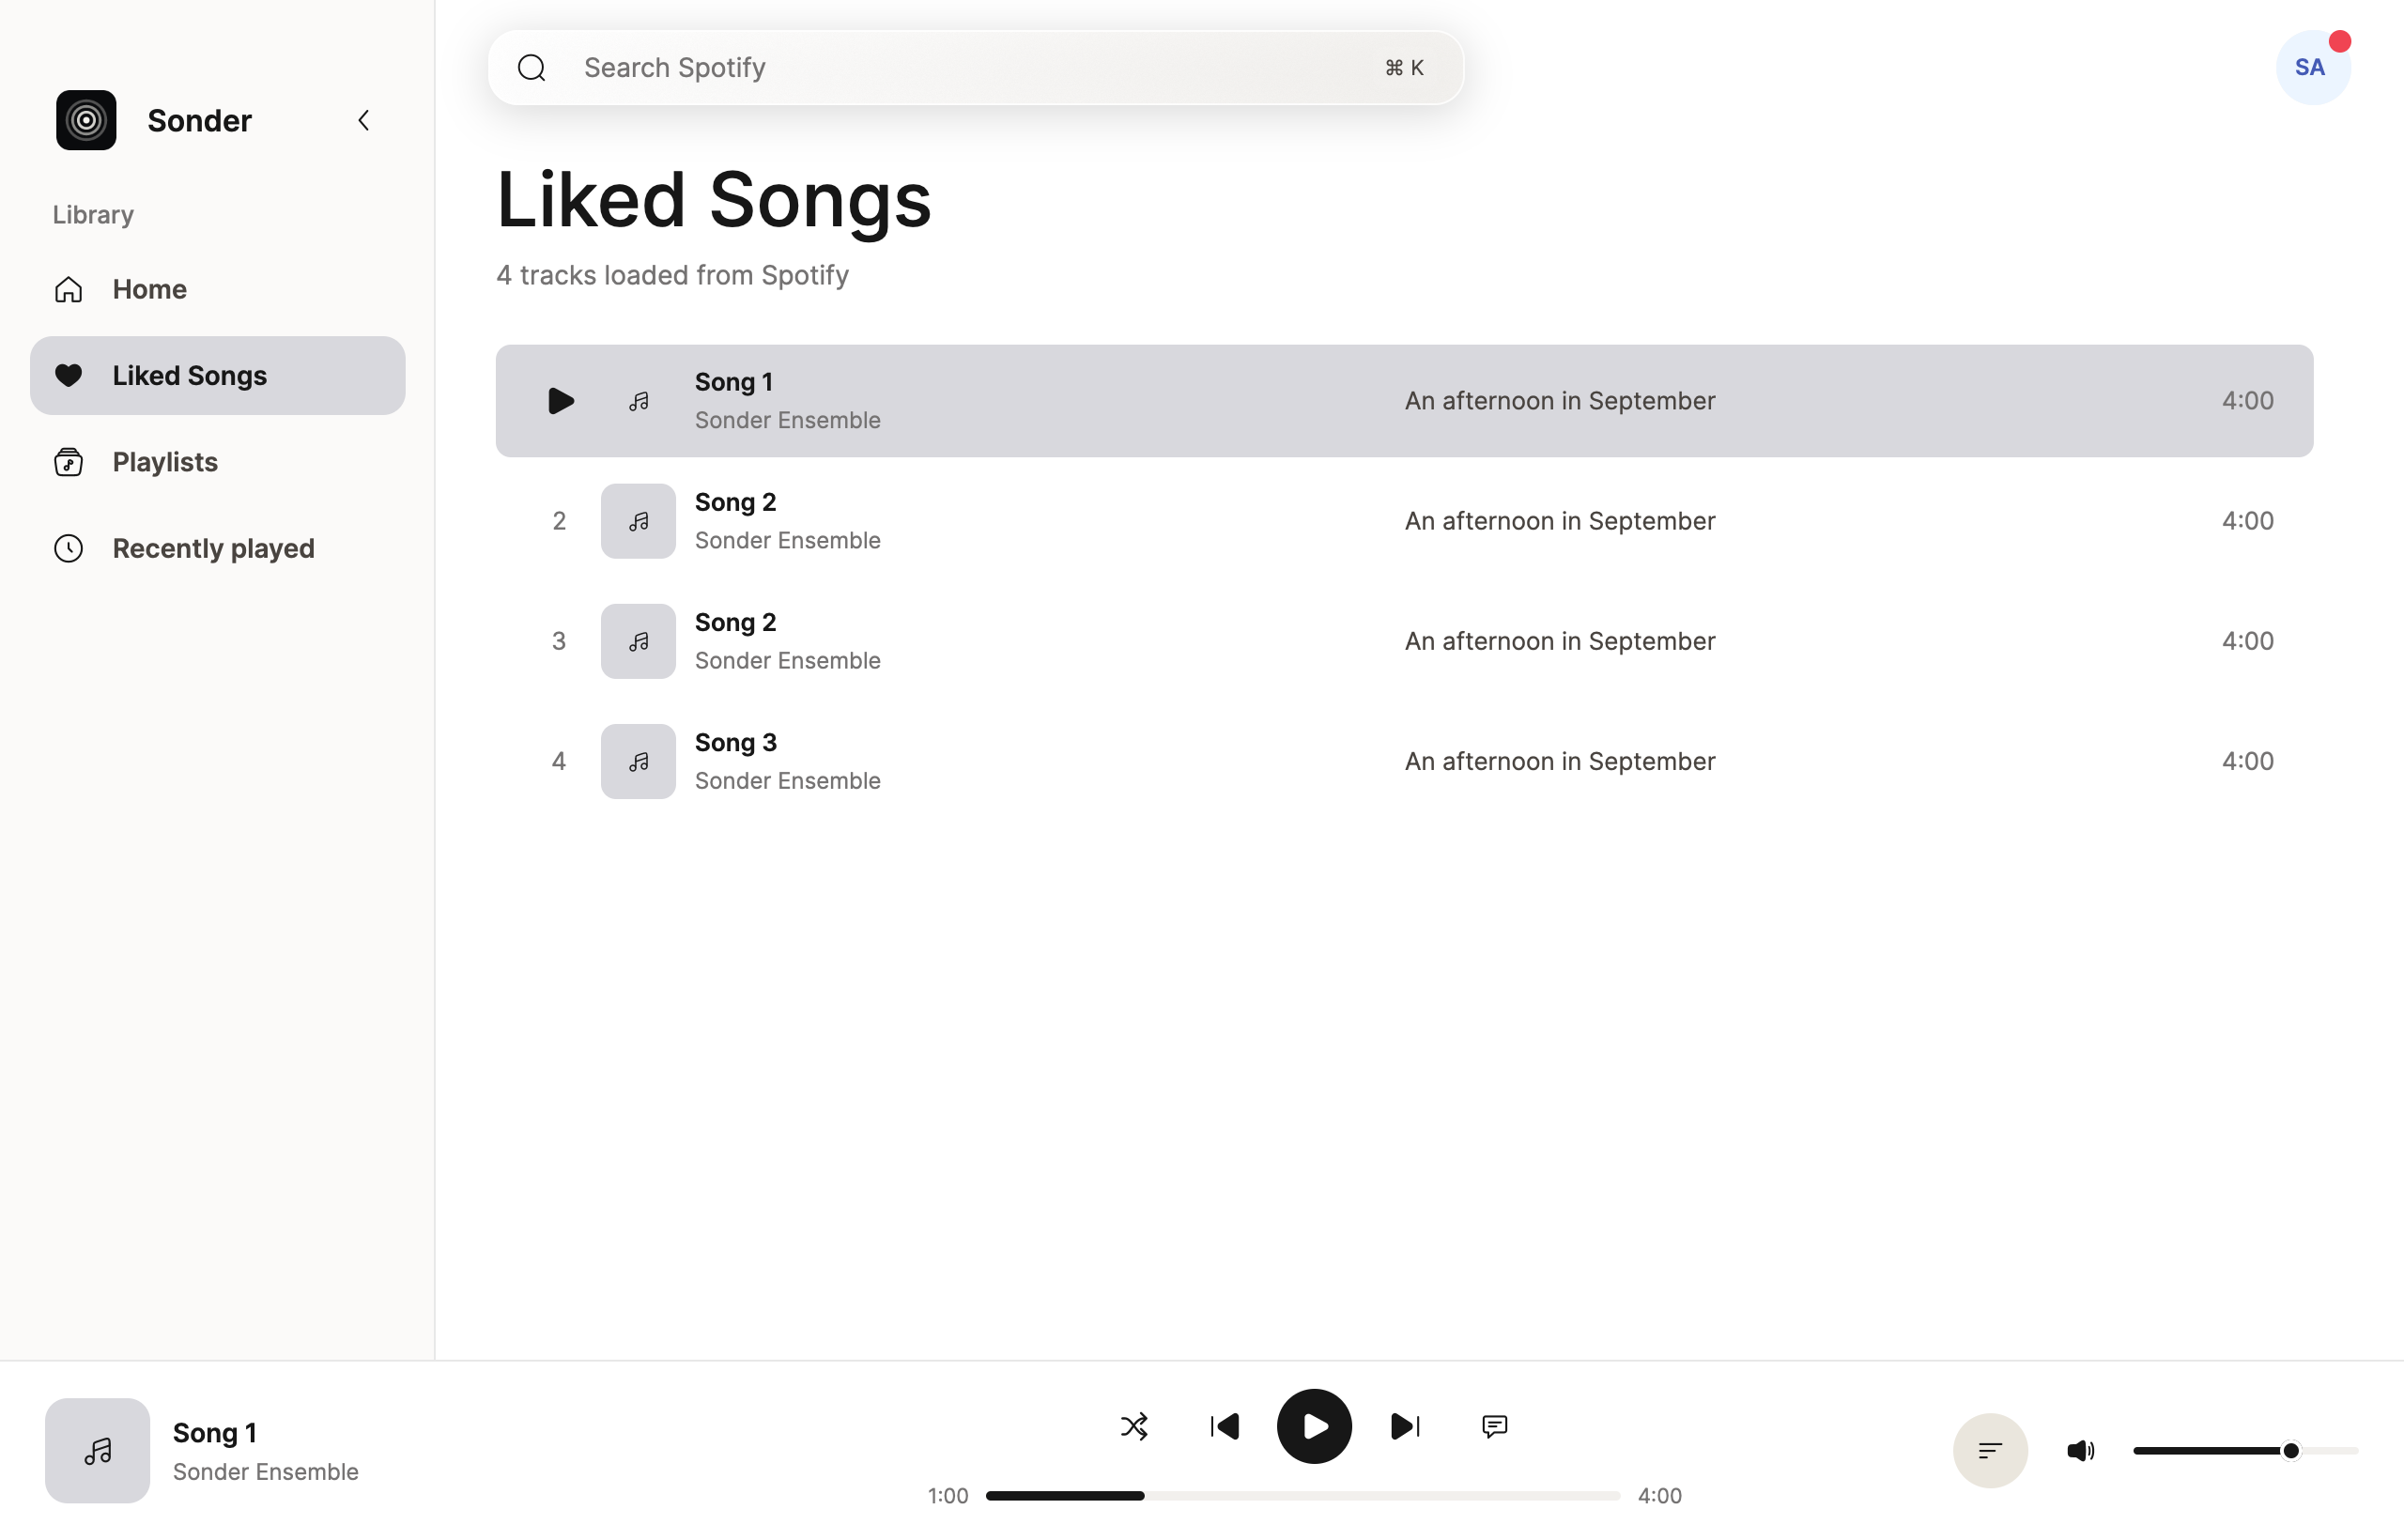 Sonder
Library
Home
Liked Songs
Playlists
Recently played
Search Spotify
⌘ K
SA
Liked Songs
4 tracks loaded from Spotify
Song 1
Sonder Ensemble
An afternoon in September
4:00
2
Song 2
Sonder Ensemble
An afternoon in September
4:00
3
Song 2
Sonder Ensemble
An afternoon in September
4:00
4
Song 3
Sonder Ensemble
An afternoon in September
4:00
Song 1
Sonder Ensemble
1:00
4:00